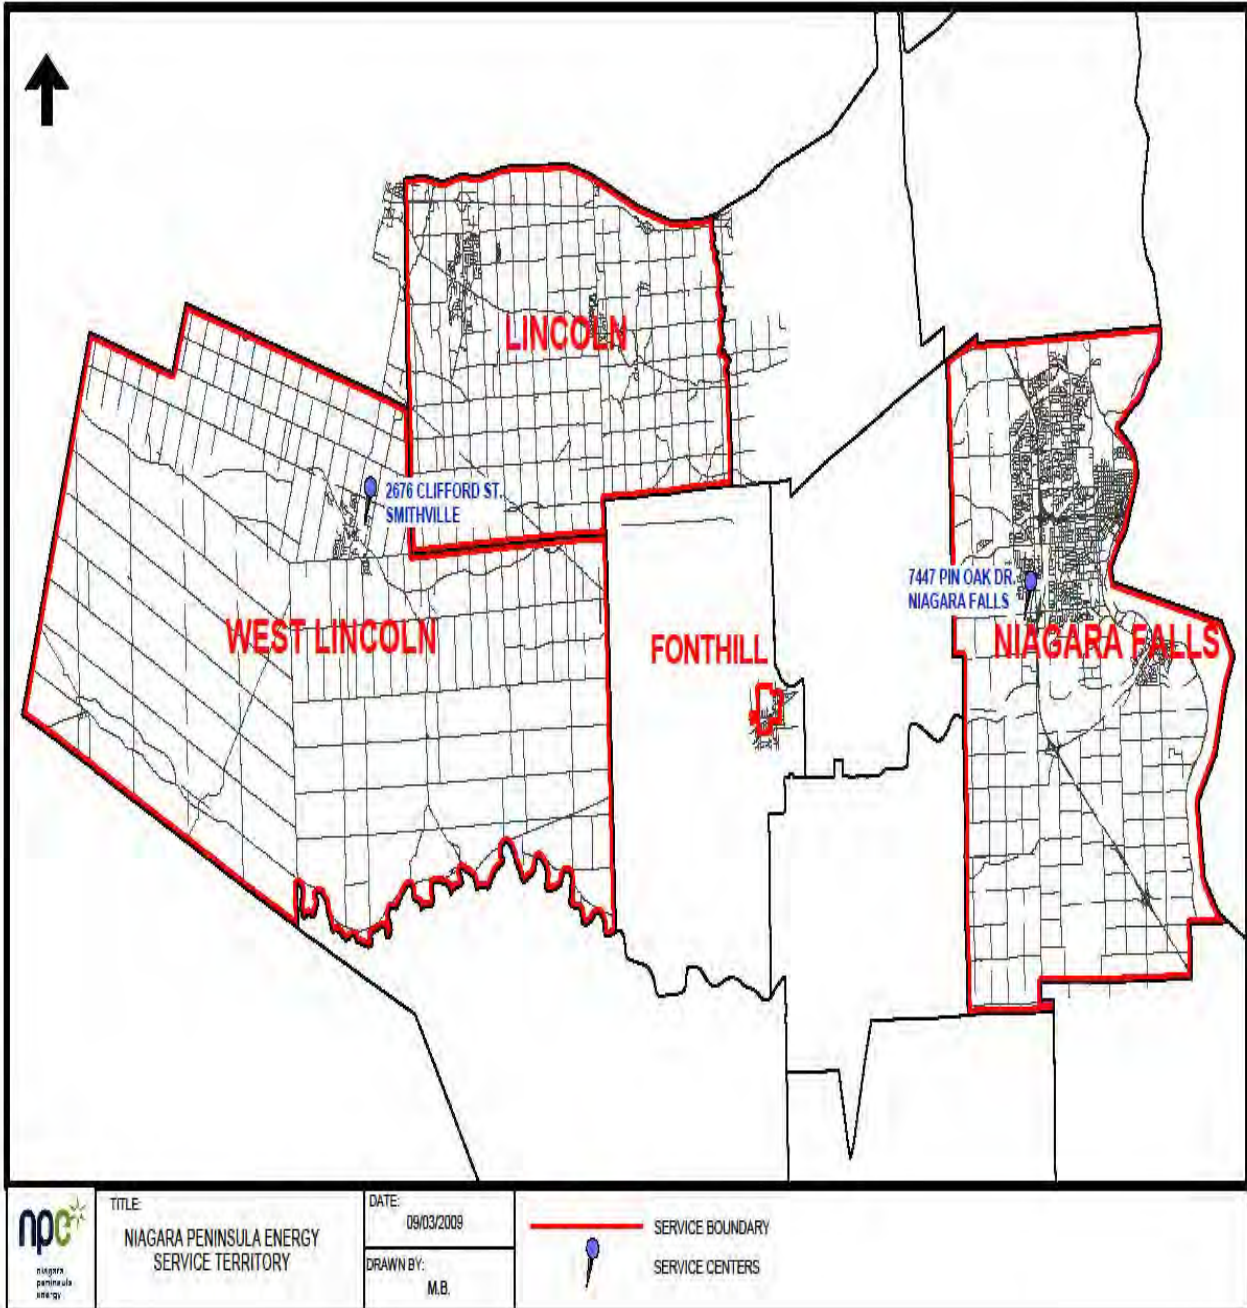 LINCOLN
2676 CLIFFORD ST.
SMITHVILLE
7447 PIN OAK DR.
NIAGARA FALLS
WEST LINCOLN
FONTHILL
NIAGARA FALLS
npe
niagara
peninsula
energy
TITLE:
NIAGARA PENINSULA ENERGY
SERVICE TERRITORY
DATE:
09/03/2009
DRAWN BY:
M.B.
SERVICE BOUNDARY
SERVICE CENTERS